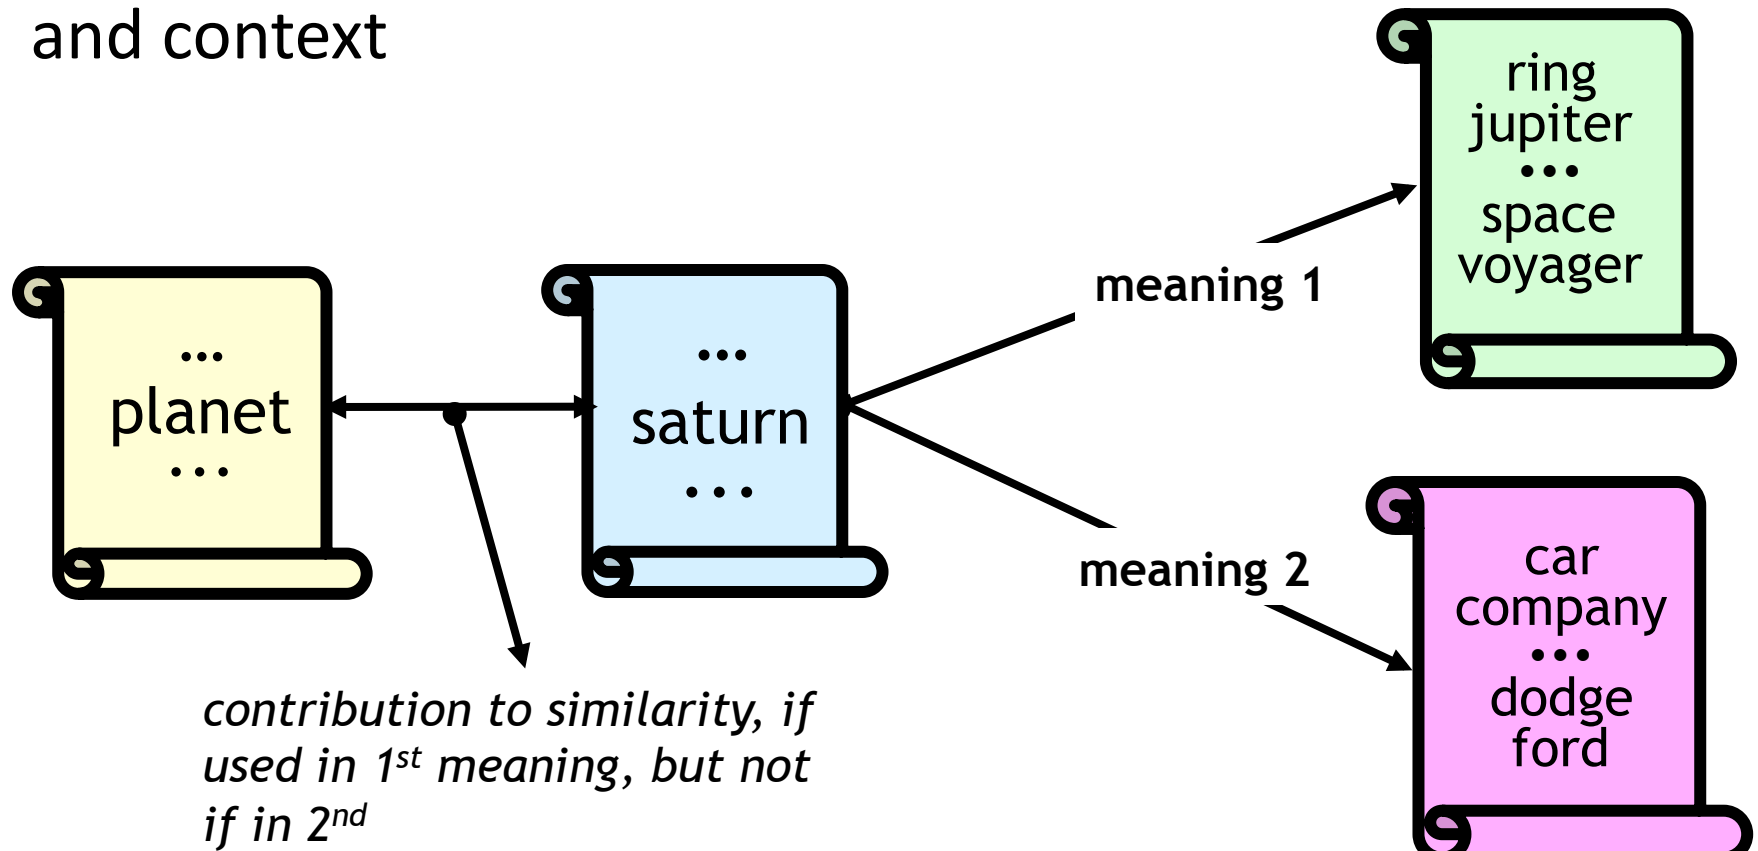 and context
...
planet
...
...
saturn
...
meaning 1
meaning 2
ring
jupiter
•••
space
voyager
car
company
•••
dodge
ford
contribution to similarity, if
used in 1st meaning, but not
if in 2nd